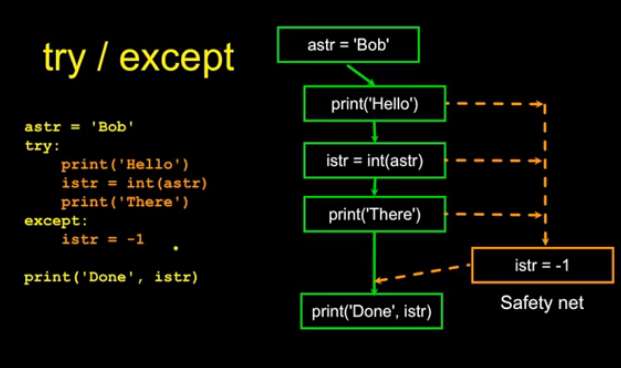 try / except
astr = 'Bob'
try:
    print('Hello')
    istr = int(astr)
    print('There')
except:
    istr = -1
print('Done', istr)
astr = 'Bob'
print('Hello')
istr = int(astr)
print('There')
istr = -1
Safety net
print('Done', istr)